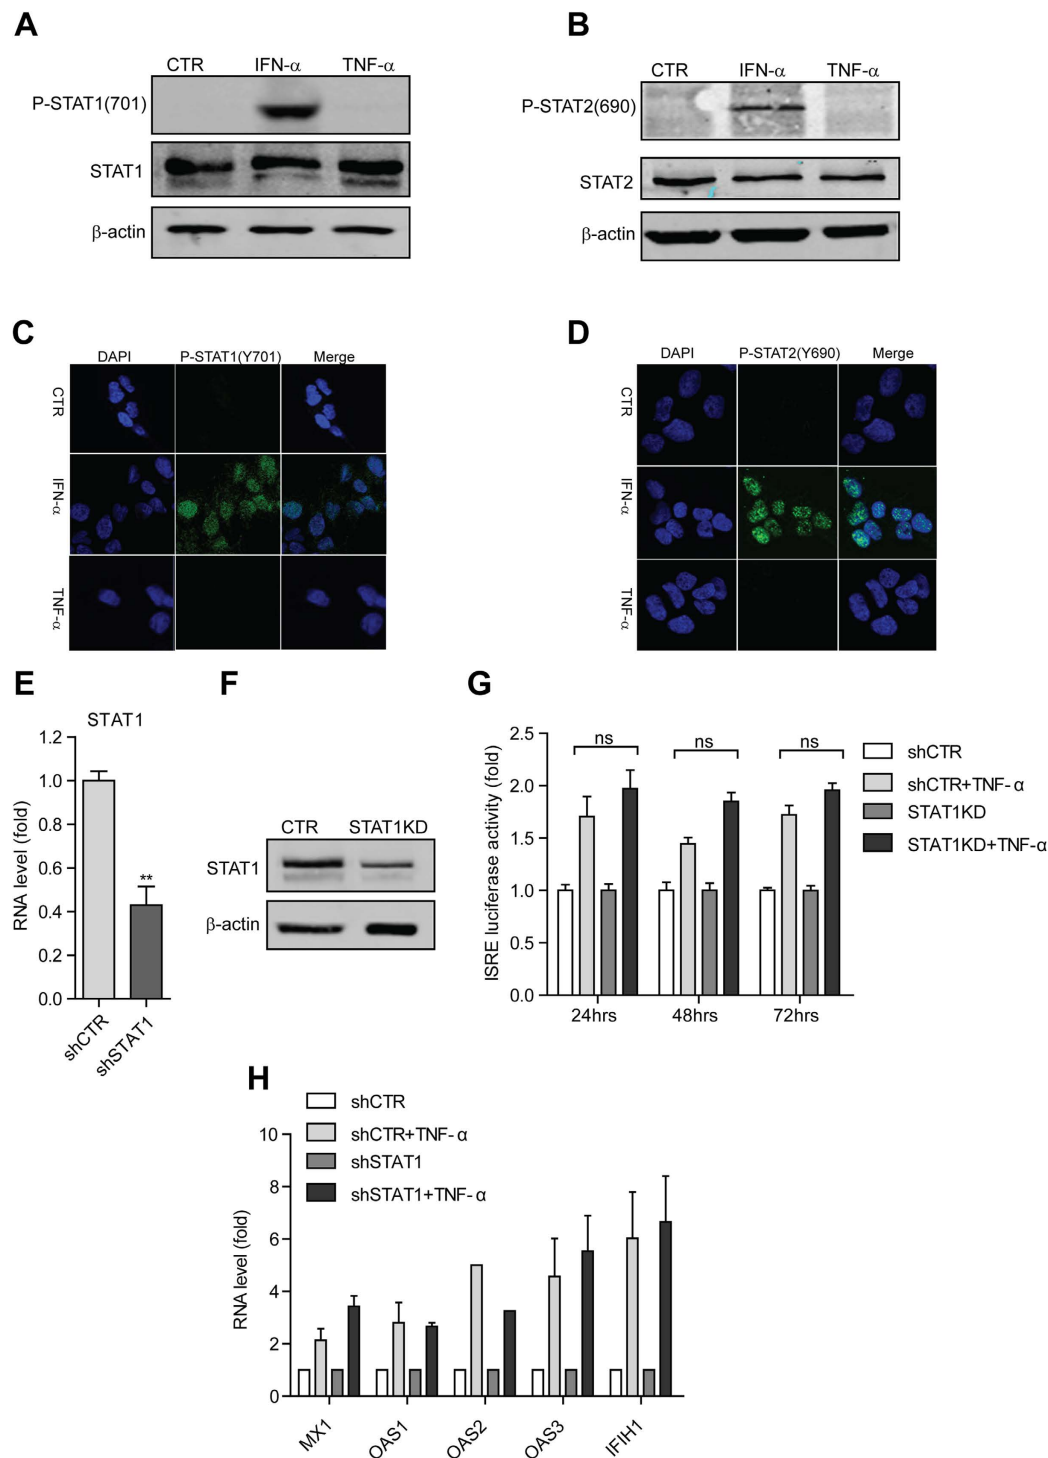 A
CTR IFN-α TNF-α
P-STAT1(701)
STAT1
β-actin
B
CTR IFN-α TNF-α
P-STAT2(690)
STAT2
β-actin
C
DAPI P-STAT1(Y701) Merge
CTR
IFN-α
TNF-α
D
DAPI P-STAT2(Y690) Merge
CTR
IFN-α
TNF-α
E
STAT1
RNA level (fold)
1.2
1.0
0.8
0.6
0.4
0.2
0.0
**
shCTR
shSTAT1
F
CTR STAT1KD
STAT1
β-actin
G
ISRE luciferase activity (fold)
2.5
2.0
1.5
1.0
0.5
0.0
ns ns ns
24hrs 48hrs 72hrs
shCTR
shCTR+TNF-α
STAT1KD
STAT1KD+TNF-α
H
shCTR
shCTR+TNF-α
shSTAT1
shSTAT1+TNF-α
RNA level (fold)
10
8
6
4
2
0
MX1 OAS1 OAS2 OAS3 IFIH1